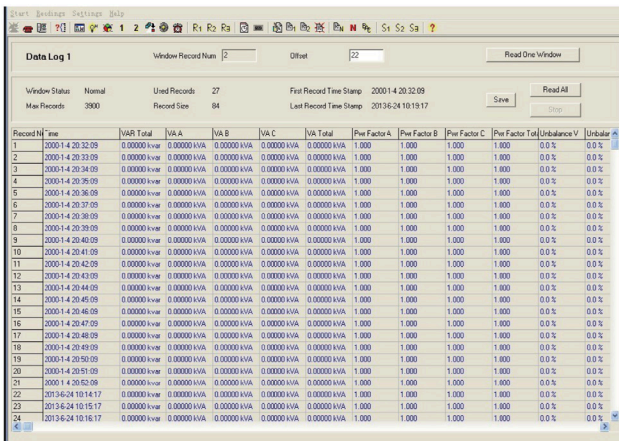 Start Readings Settings Help
1 2 R1 R2 R3 N S1 S2 S3 ?
Data Log 1 Window Record Num 2 Offset 22 Read One Window
Window Status Normal Used Records 27 First Record Time Stamp 2000-1-4 20:32:09 Read All
Max Records 3900 Record Size 84 Last Record Time Stamp 2013-6-24 10:19:17 Save Stop
Record N Time VAR Total VA A VA B VA C VA Total Pwr Factor A Pwr Factor B Pwr Factor C Pwr Factor Tot Unbalance V Unbalar
1 2000-1-4 20:32:09 0.00000 kvar 0.00000 kVA 0.00000 kVA 0.00000 kVA 0.00000 kVA 1.000 1.000 1.000 1.000 0.0 % 0.0 %
2 2000-1-4 20:33:09 0.00000 kvar 0.00000 kVA 0.00000 kVA 0.00000 kVA 0.00000 kVA 1.000 1.000 1.000 1.000 0.0 % 0.0 %
3 2000-1-4 20:34:09 0.00000 kvar 0.00000 kVA 0.00000 kVA 0.00000 kVA 0.00000 kVA 1.000 1.000 1.000 1.000 0.0 % 0.0 %
4 2000-1-4 20:35:09 0.00000 kvar 0.00000 kVA 0.00000 kVA 0.00000 kVA 0.00000 kVA 1.000 1.000 1.000 1.000 0.0 % 0.0 %
5 2000-1-4 20:36:09 0.00000 kvar 0.00000 kVA 0.00000 kVA 0.00000 kVA 0.00000 kVA 1.000 1.000 1.000 1.000 0.0 % 0.0 %
6 2000-1-4 20:37:09 0.00000 kvar 0.00000 kVA 0.00000 kVA 0.00000 kVA 0.00000 kVA 1.000 1.000 1.000 1.000 0.0 % 0.0 %
7 2000-1-4 20:38:09 0.00000 kvar 0.00000 kVA 0.00000 kVA 0.00000 kVA 0.00000 kVA 1.000 1.000 1.000 1.000 0.0 % 0.0 %
8 2000-1-4 20:39:09 0.00000 kvar 0.00000 kVA 0.00000 kVA 0.00000 kVA 0.00000 kVA 1.000 1.000 1.000 1.000 0.0 % 0.0 %
9 2000-1-4 20:40:09 0.00000 kvar 0.00000 kVA 0.00000 kVA 0.00000 kVA 0.00000 kVA 1.000 1.000 1.000 1.000 0.0 % 0.0 %
10 2000-1-4 20:41:09 0.00000 kvar 0.00000 kVA 0.00000 kVA 0.00000 kVA 0.00000 kVA 1.000 1.000 1.000 1.000 0.0 % 0.0 %
11 2000-1-4 20:42:09 0.00000 kvar 0.00000 kVA 0.00000 kVA 0.00000 kVA 0.00000 kVA 1.000 1.000 1.000 1.000 0.0 % 0.0 %
12 2000-1-4 20:43:09 0.00000 kvar 0.00000 kVA 0.00000 kVA 0.00000 kVA 0.00000 kVA 1.000 1.000 1.000 1.000 0.0 % 0.0 %
13 2000-1-4 20:44:09 0.00000 kvar 0.00000 kVA 0.00000 kVA 0.00000 kVA 0.00000 kVA 1.000 1.000 1.000 1.000 0.0 % 0.0 %
14 2000-1-4 20:45:09 0.00000 kvar 0.00000 kVA 0.00000 kVA 0.00000 kVA 0.00000 kVA 1.000 1.000 1.000 1.000 0.0 % 0.0 %
15 2000-1-4 20:46:09 0.00000 kvar 0.00000 kVA 0.00000 kVA 0.00000 kVA 0.00000 kVA 1.000 1.000 1.000 1.000 0.0 % 0.0 %
16 2000-1-4 20:47:09 0.00000 kvar 0.00000 kVA 0.00000 kVA 0.00000 kVA 0.00000 kVA 1.000 1.000 1.000 1.000 0.0 % 0.0 %
17 2000-1-4 20:48:09 0.00000 kvar 0.00000 kVA 0.00000 kVA 0.00000 kVA 0.00000 kVA 1.000 1.000 1.000 1.000 0.0 % 0.0 %
18 2000-1-4 20:49:09 0.00000 kvar 0.00000 kVA 0.00000 kVA 0.00000 kVA 0.00000 kVA 1.000 1.000 1.000 1.000 0.0 % 0.0 %
19 2000-1-4 20:50:09 0.00000 kvar 0.00000 kVA 0.00000 kVA 0.00000 kVA 0.00000 kVA 1.000 1.000 1.000 1.000 0.0 % 0.0 %
20 2000-1-4 20:51:09 0.00000 kvar 0.00000 kVA 0.00000 kVA 0.00000 kVA 0.00000 kVA 1.000 1.000 1.000 1.000 0.0 % 0.0 %
21 2000-1-4 20:52:09 0.00000 kvar 0.00000 kVA 0.00000 kVA 0.00000 kVA 0.00000 kVA 1.000 1.000 1.000 1.000 0.0 % 0.0 %
22 2013-6-24 10:14:17 0.00000 kvar 0.00000 kVA 0.00000 kVA 0.00000 kVA 0.00000 kVA 1.000 1.000 1.000 1.000 0.0 % 0.0 %
23 2013-6-24 10:15:17 0.00000 kvar 0.00000 kVA 0.00000 kVA 0.00000 kVA 0.00000 kVA 1.000 1.000 1.000 1.000 0.0 % 0.0 %
24 2013-6-24 10:16:17 0.00000 kvar 0.00000 kVA 0.00000 kVA 0.00000 kVA 0.00000 kVA 1.000 1.000 1.000 1.000 0.0 % 0.0 %